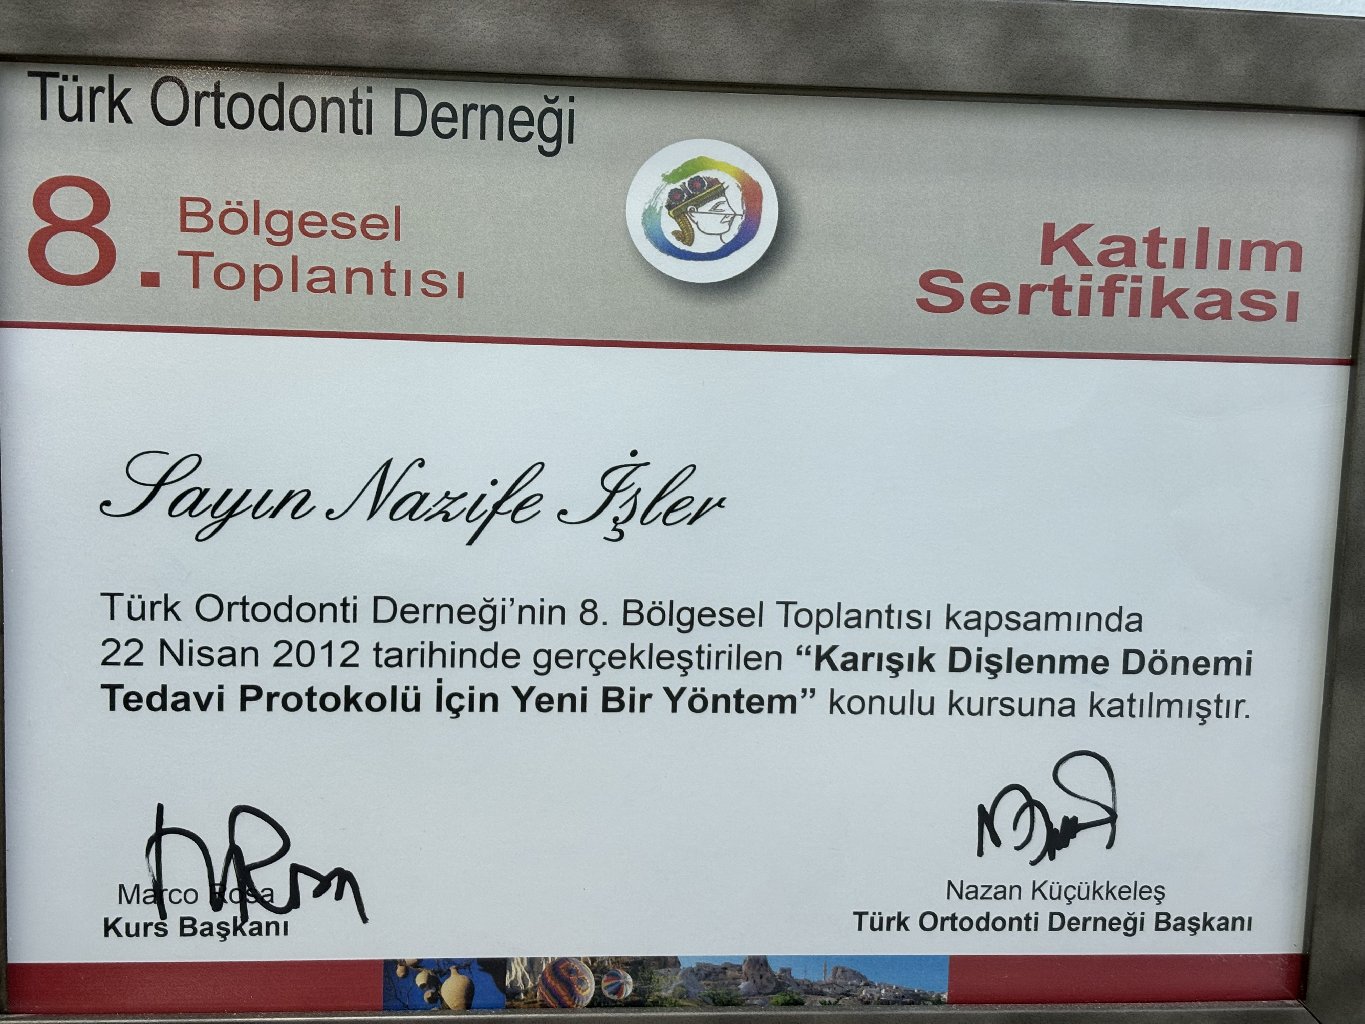 Türk Ortodonti Derneği
8. Bölgesel
Toplantısı
Katılım
Sertifikası
Sayın Nazife İşler
Türk Ortodonti Derneği’nin 8. Bölgesel Toplantısı kapsamında
22 Nisan 2012 tarihinde gerçekleştirilen “Karışık Dişlenme Dönemi
Tedavi Protokolü İçin Yeni Bir Yöntem” konulu kursuna katılmıştır.
Marco Rosa
Kurs Başkanı
Nazan Küçükkeleş
Türk Ortodonti Derneği Başkanı